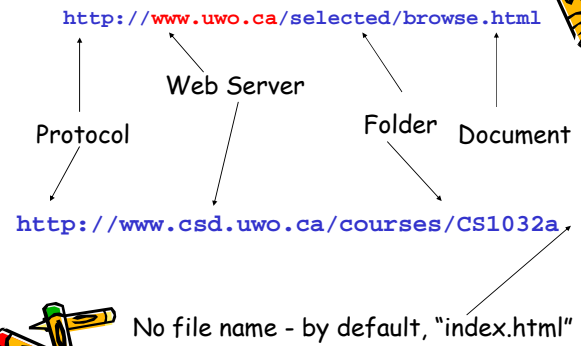 http://www.uwo.ca/selected/browse.html
Web Server
Protocol
Folder
Document
http://www.csd.uwo.ca/courses/CS1032a
No file name - by default, "index.html"